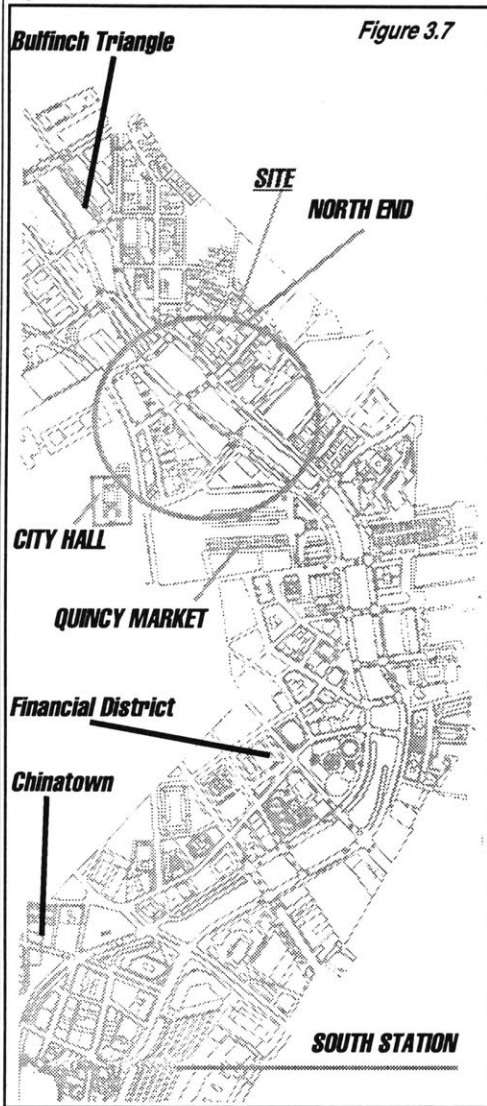 Figure 3.7
Bulfinch Triangle
SITE
NORTH END
CITY HALL
QUINCY MARKET
Financial District
Chinatown
SOUTH STATION